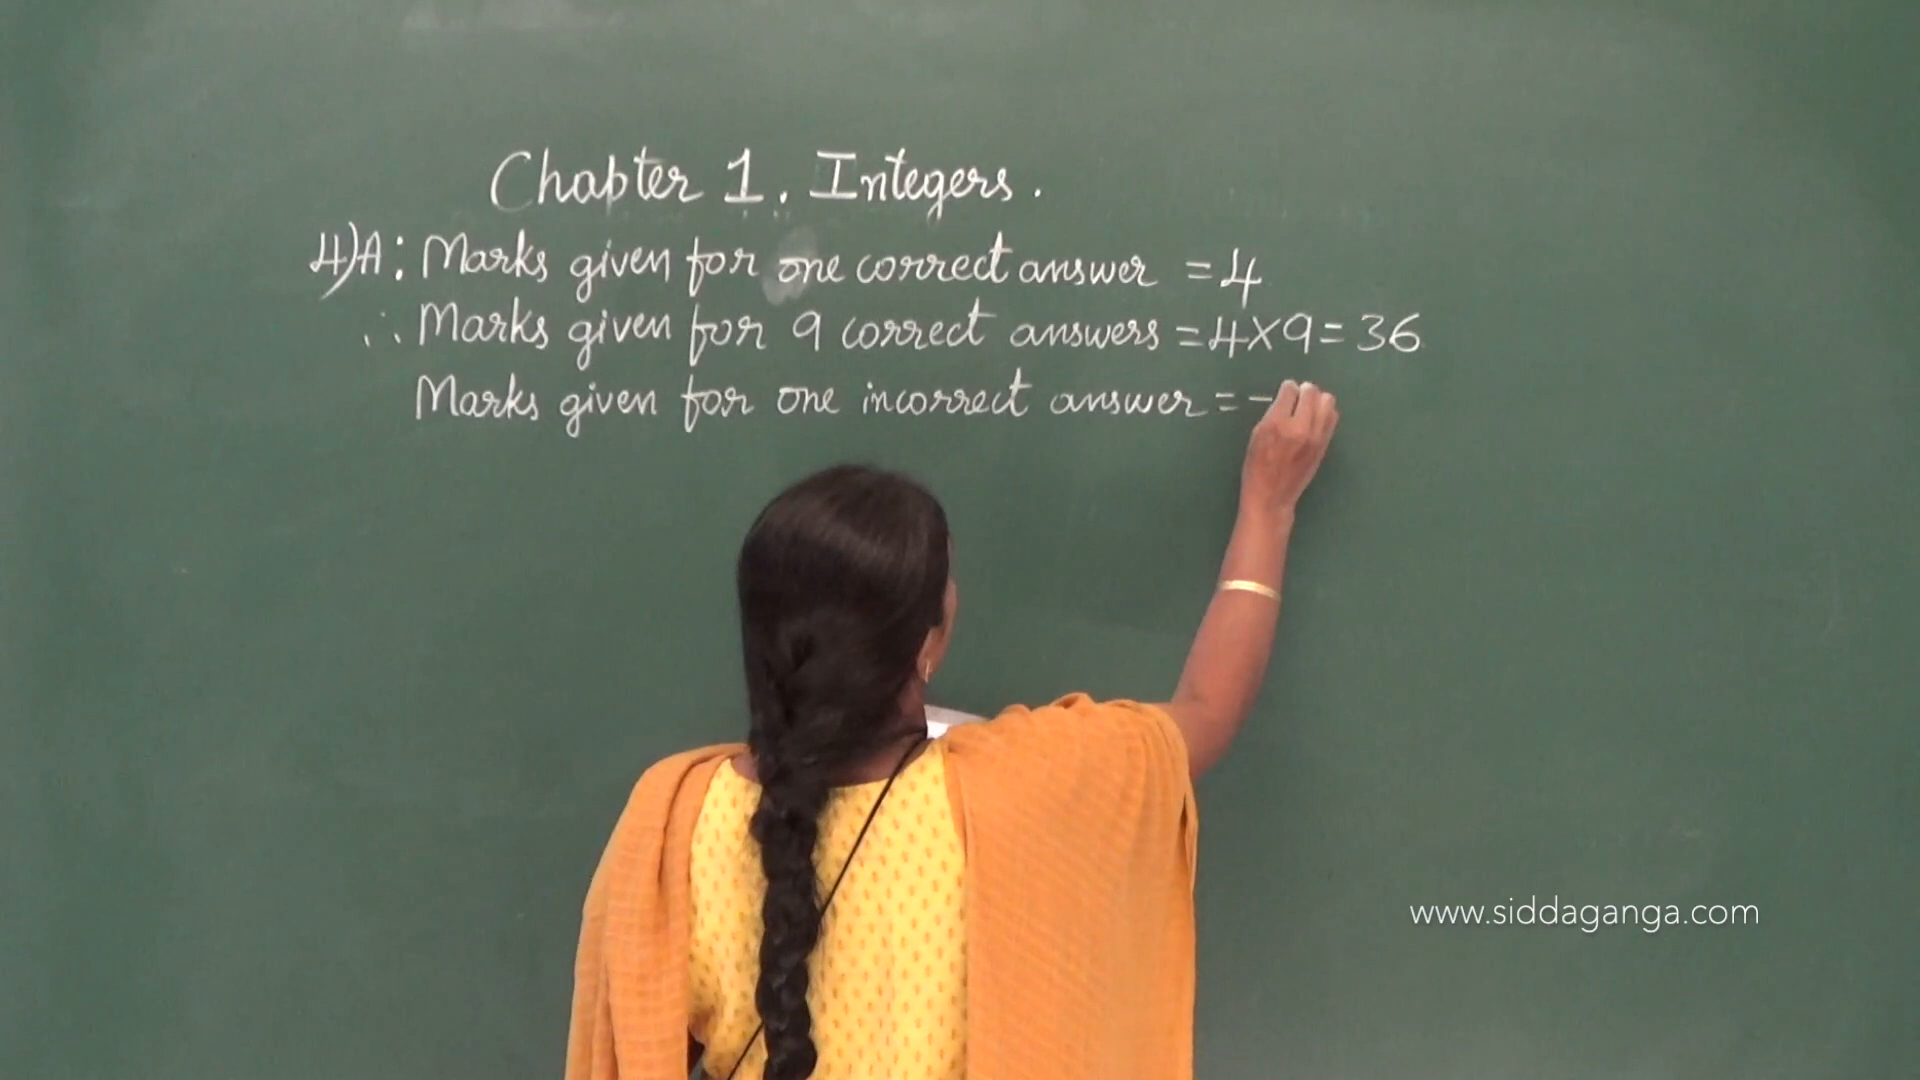 Chapter 1. Integers.
4)A: Marks given for one correct answer = 4
∴ Marks given for 9 correct answers = 4×9 = 36
Marks given for one incorrect answer = -
www.siddaganga.com